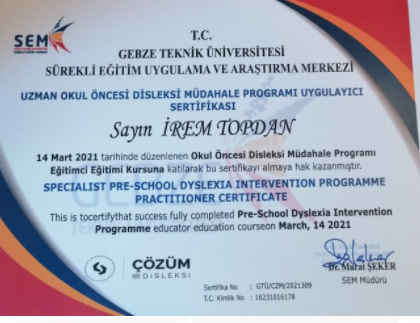 T.C.
GEBZE TEKNİK ÜNİVERSİTESİ
SÜREKLİ EĞİTİM UYGULAMA VE ARAŞTIRMA MERKEZİ
SEM
UZMAN OKUL ÖNCESİ DİSLEKSİ MÜDAHALE PROGRAMI UYGULAYICI
SERTİFİKASI
Sayın İREM TOPDAN
14 Mart 2021 tarihinde düzenlenen Okul Öncesi Disleksi Müdahale Programı
Eğitimci Eğitimi Kursuna katılarak bu sertifikayı almaya hak kazanmıştır.
SPECIALIST PRE-SCHOOL DYSLEXIA INTERVENTION PROGRAMME
PRACTITIONER CERTIFICATE
This is tocertifythat success fully completed Pre-School Dyslexia Intervention
Programme educator education courseon March, 14 2021
ÇÖZÜM
DİSLEKSİ
Dr. Murat ŞEKER
SEM Müdürü
Sertifika No : GTÜ/CZM/2021309
T.C. Kimlik No : 16231016178